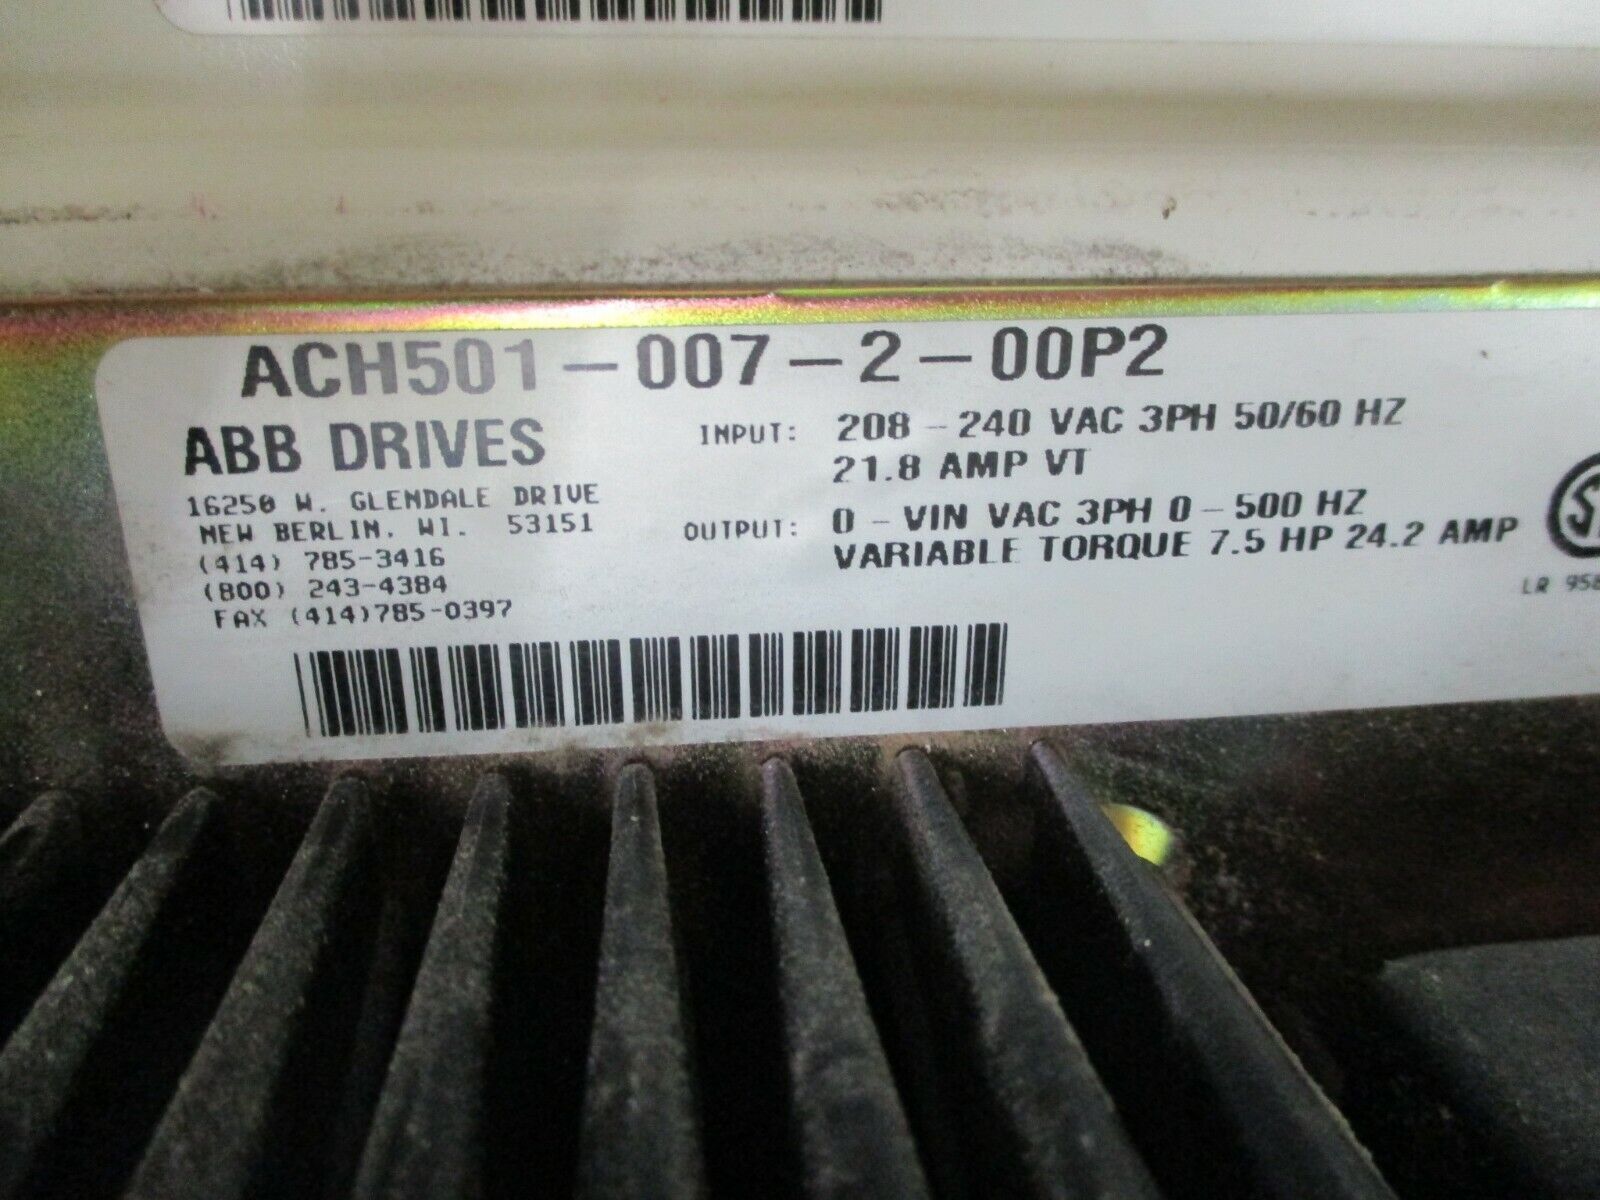 ACH501-007-2-00P2
ABB DRIVES
16250 W. GLENDALE DRIVE
NEW BERLIN, WI. 53151
(414) 785-3416
(800) 243-4384
FAX (414)785-0397
INPUT: 208-240 VAC 3PH 50/60 HZ
21.8 AMP VT
OUTPUT: 0-VIN VAC 3PH 0-500 HZ
VARIABLE TORQUE 7.5 HP 24.2 AMP
LR